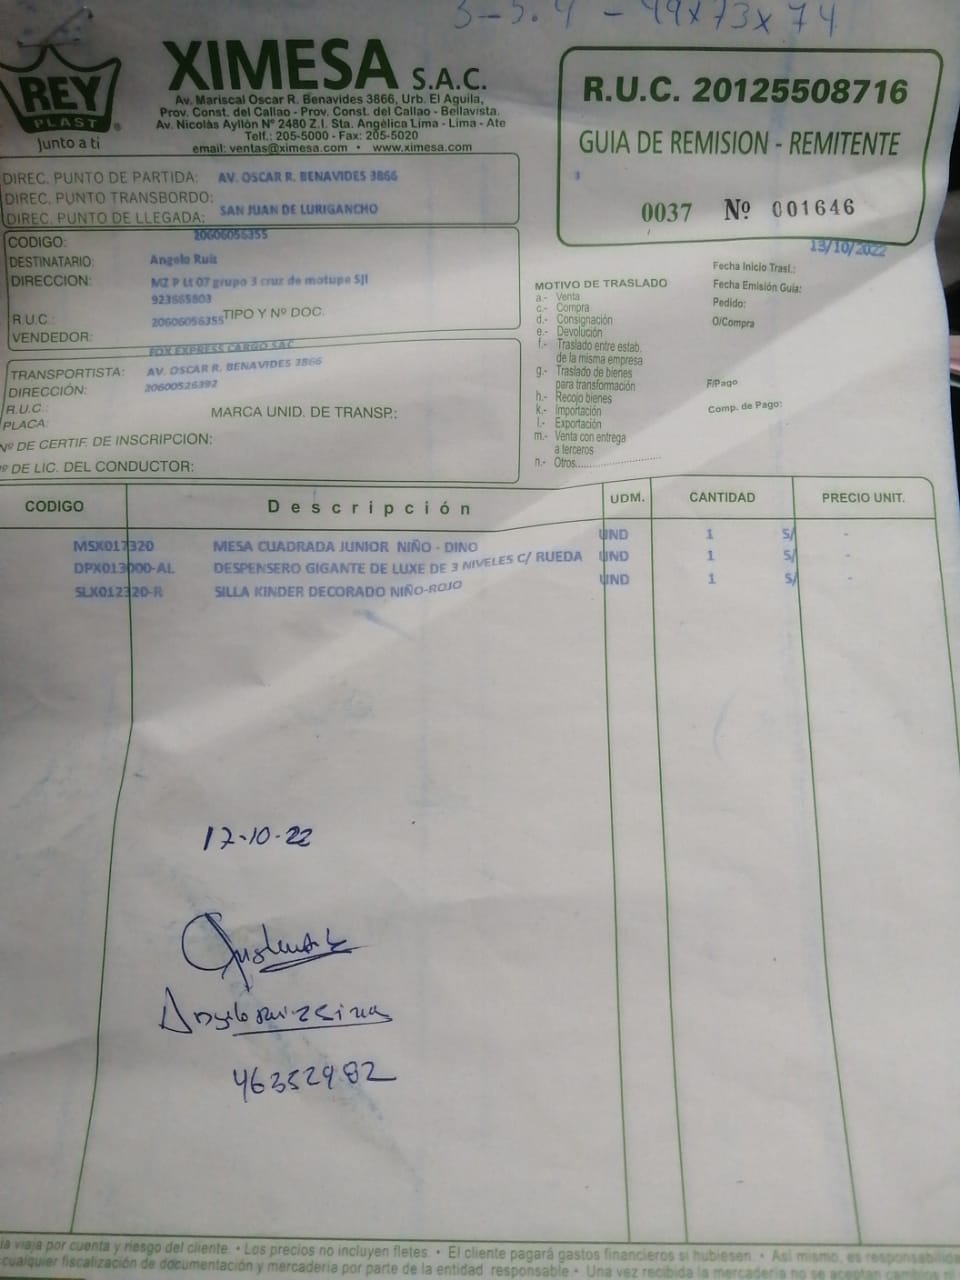 3-5.4 - 49x73x74
REY
PLAST
Junto a ti
XIMESA S.A.C.
Av. Mariscal Oscar R. Benavides 3866, Urb. El Aguila,
Prov. Const. del Callao - Prov. Const. del Callao - Bellavista.
Av. Nicolás Ayllón Nº 2480 Z.I. Sta. Angélica Lima - Lima - Ate
Telf.: 205-5000 - Fax: 205-5020
email: ventas@ximesa.com • www.ximesa.com
R.U.C. 20125508716
GUIA DE REMISION - REMITENTE
0037 Nº 001646
DIREC. PUNTO DE PARTIDA: AV. OSCAR R. BENAVIDES 3866
DIREC. PUNTO TRANSBORDO:
DIREC. PUNTO DE LLEGADA: SAN JUAN DE LURIGANCHO
CODIGO: 20606056355
DESTINATARIO: Angelo Ruiz
DIRECCION: MZ P Lt 07 grupo 3 cruz de motupe SJl
923665803
R.U.C.: 20606056355 TIPO Y Nº DOC.
VENDEDOR:
TRANSPORTISTA: FOX EXPRESS CARGO SAC
DIRECCIÓN: AV. OSCAR R. BENAVIDES 3866
R.U.C.: 20600526392
PLACA: MARCA UNID. DE TRANSP.:
Nº DE CERTIF. DE INSCRIPCION:
º DE LIC. DEL CONDUCTOR:
13/10/2022
Fecha Inicio Trasl.:
Fecha Emisión Guia:
Pedido:
O/Compra
F/Pago
Comp. de Pago:
MOTIVO DE TRASLADO
a.- Venta
c.- Compra
d.- Consignación
e.- Devolución
f.- Traslado entre estab.
de la misma empresa
g.- Traslado de bienes
para transformación
h.- Recojo bienes
k.- Importación
l.- Exportación
m.- Venta con entrega
a terceros
n.- Otros
CODIGO Descripción UDM. CANTIDAD PRECIO UNIT.
MSX017320 MESA CUADRADA JUNIOR NIÑO - DINO UND 1 S/ -
DPX013000-AL DESPENSERO GIGANTE DE LUXE DE 3 NIVELES C/ RUEDA UND 1 S/ -
SLX012320-R SILLA KINDER DECORADO NIÑO-ROJO UND 1 S/ -
17-10-22
Angelo Ruiz
46352982
ia viaja por cuenta y riesgo del cliente. • Los precios no incluyen fletes. • El cliente pagará gastos financieros si hubiesen. • Así mismo, es responsabilida
cualquier fiscalización de documentación y mercadería por parte de la entidad responsable • Una vez recibida la mercadería no se